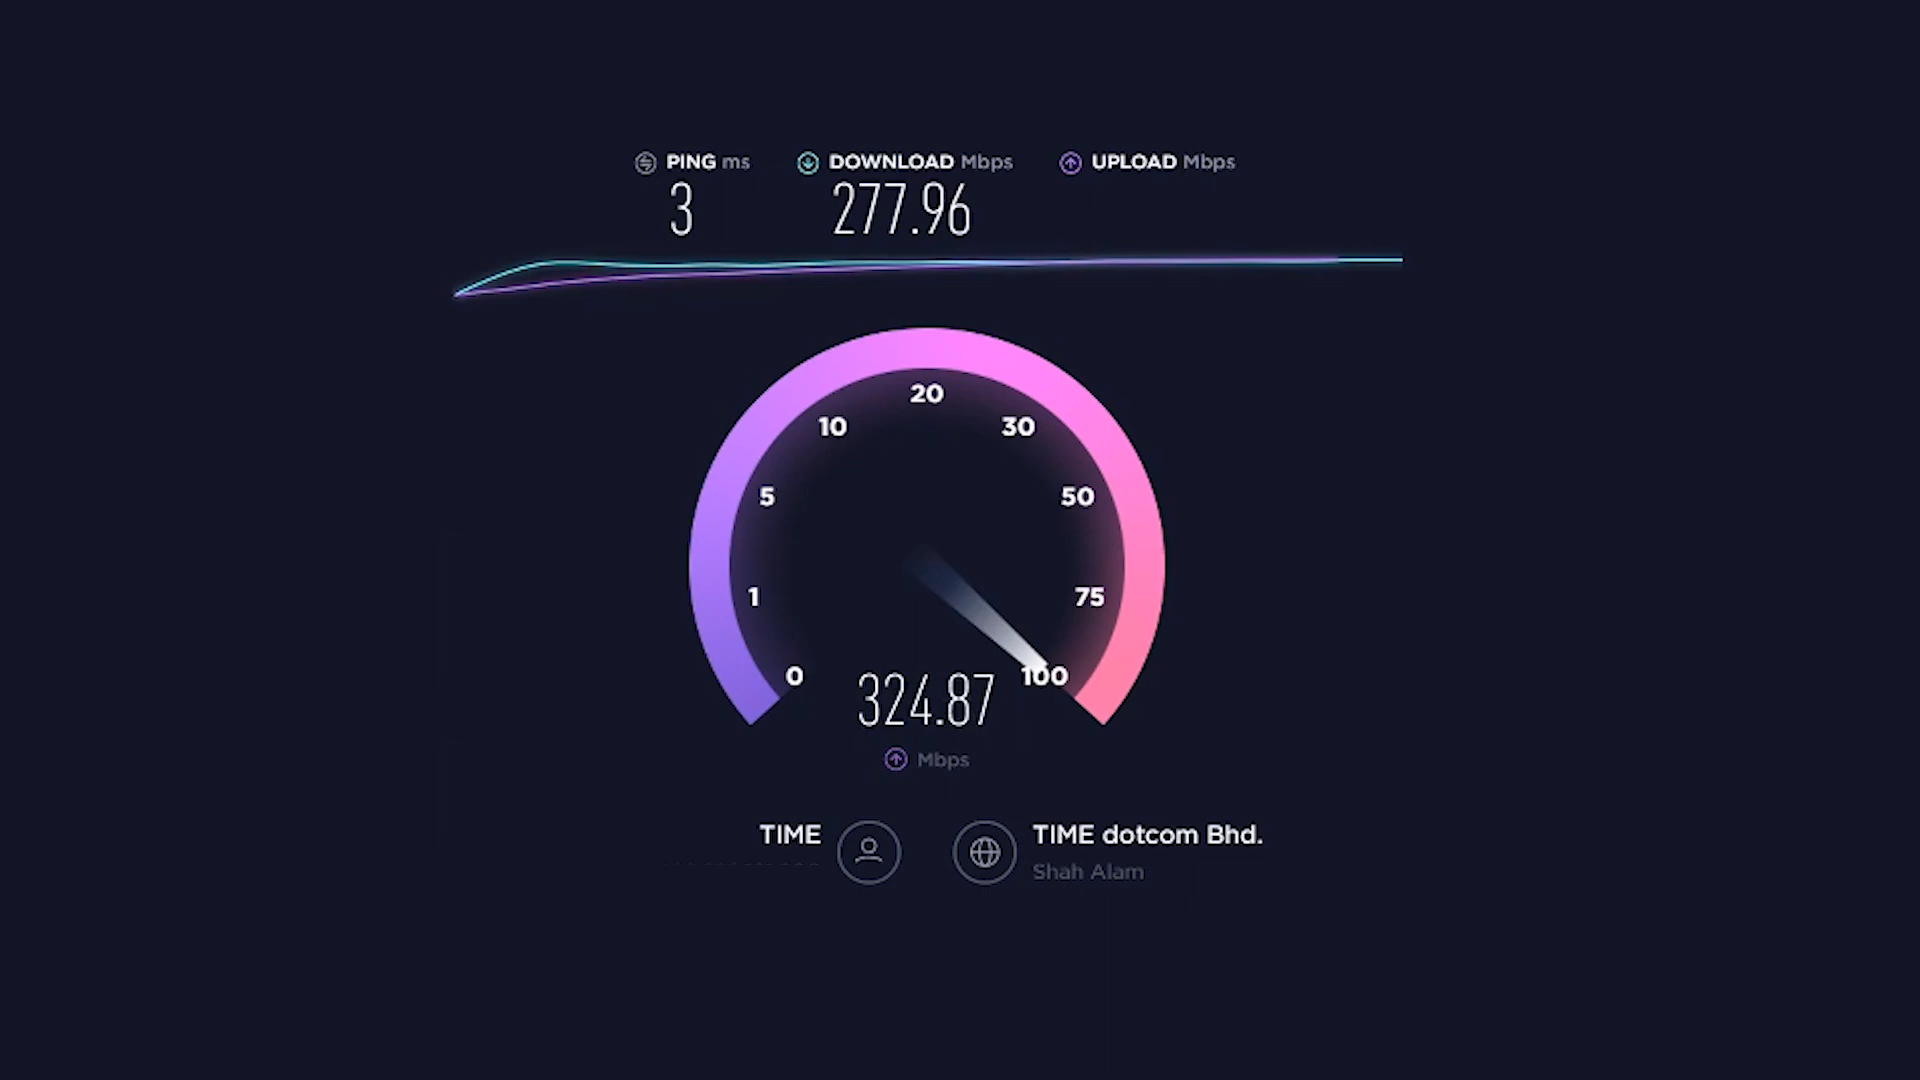 PING ms
DOWNLOAD Mbps
UPLOAD Mbps
3
277.96
20
10
30
5
50
1
75
0
100
324.87
Mbps
TIME
TIME dotcom Bhd.
Shah Alam